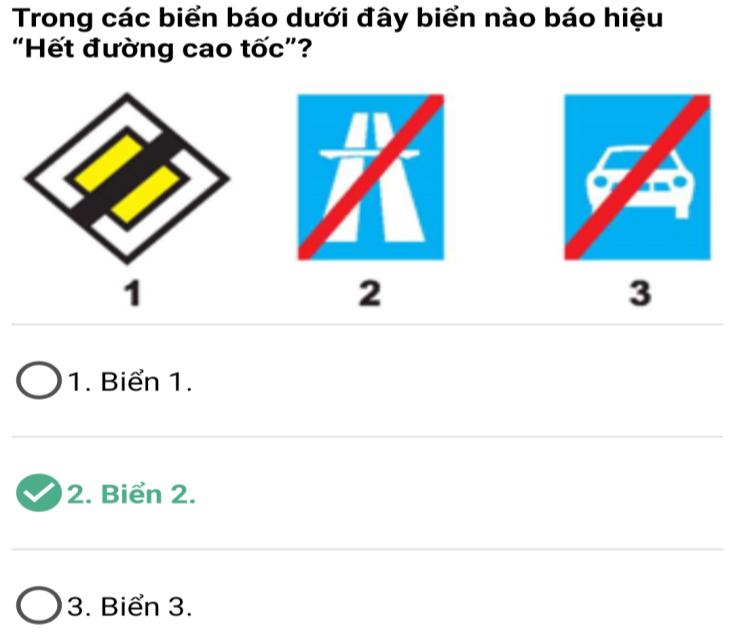 Trong các biển báo dưới đây biển nào báo hiệu
“Hết đường cao tốc”?
1 2 3
1. Biển 1.
2. Biển 2.
3. Biển 3.